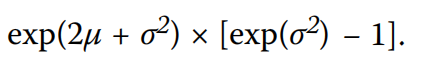 exp(2μ + σ²) × [exp(σ²) − 1].